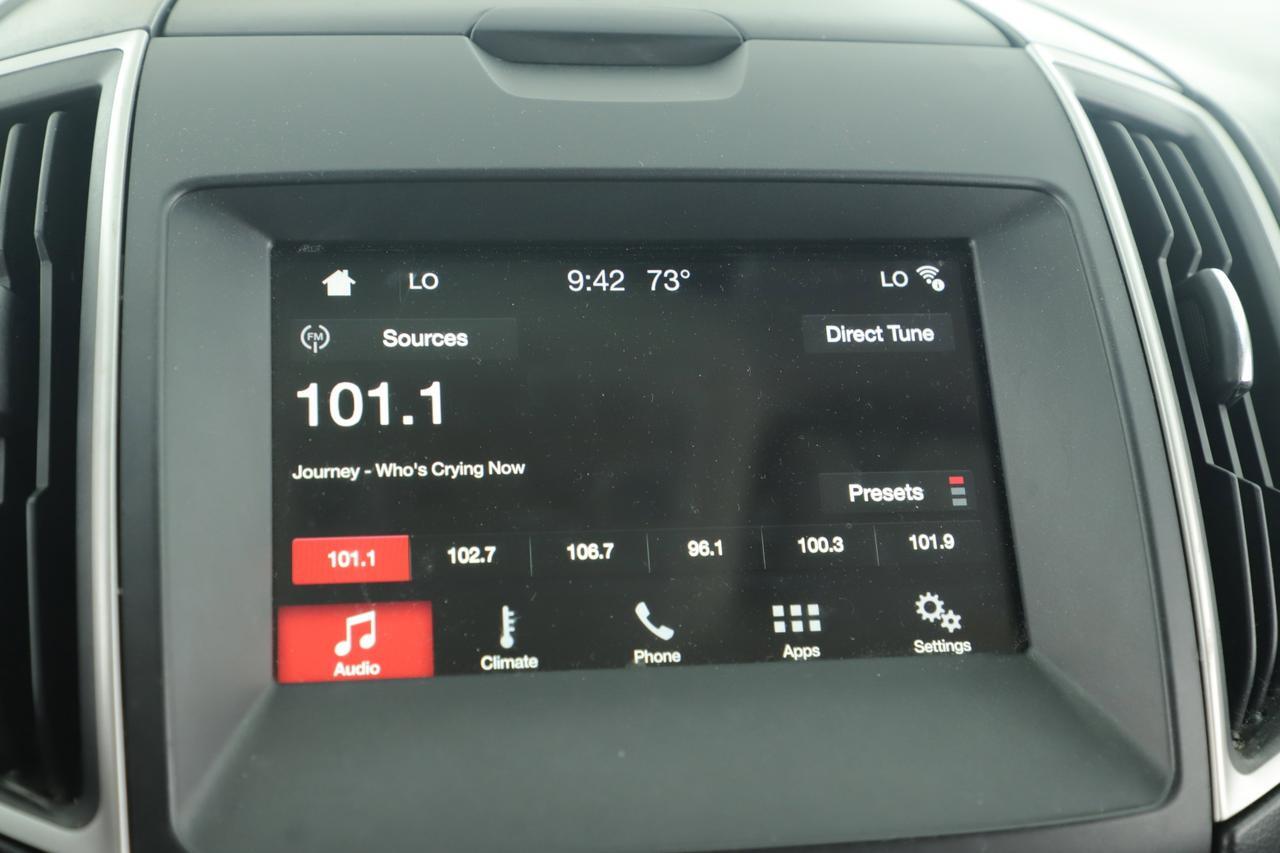 LO 9:42 73° LO
FM Sources Direct Tune
101.1
Journey - Who's Crying Now
Presets
101.1 102.7 106.7 96.1 100.3 101.9
Audio Climate Phone Apps Settings